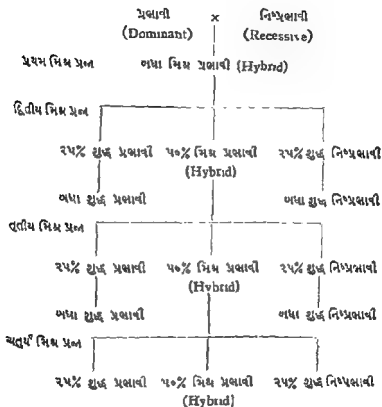 પ્રભાવી × નિષ્પ્રભાવી
(Dominant) (Recessive)
પ્રથમ મિશ્ર પ્રજા બધા મિશ્ર પ્રભાવી (Hybrid)
દ્વિતીય મિશ્ર પ્રજા
૨૫% શુદ્ધ પ્રભાવી ૫૦% મિશ્ર પ્રભાવી ૨૫% શુદ્ધ નિષ્પ્રભાવી
(Hybrid)
બધા શુદ્ધ પ્રભાવી બધા શુદ્ધ નિષ્પ્રભાવી
તૃતીય મિશ્ર પ્રજા
૨૫% શુદ્ધ પ્રભાવી ૫૦% મિશ્ર પ્રભાવી ૨૫% શુદ્ધ નિષ્પ્રભાવી
(Hybrid)
બધા શુદ્ધ પ્રભાવી બધા શુદ્ધ નિષ્પ્રભાવી
ચતુર્થ મિશ્ર પ્રજા
૨૫% શુદ્ધ પ્રભાવી ૫૦% મિશ્ર પ્રભાવી ૨૫% શુદ્ધ નિષ્પ્રભાવી
(Hybrid)